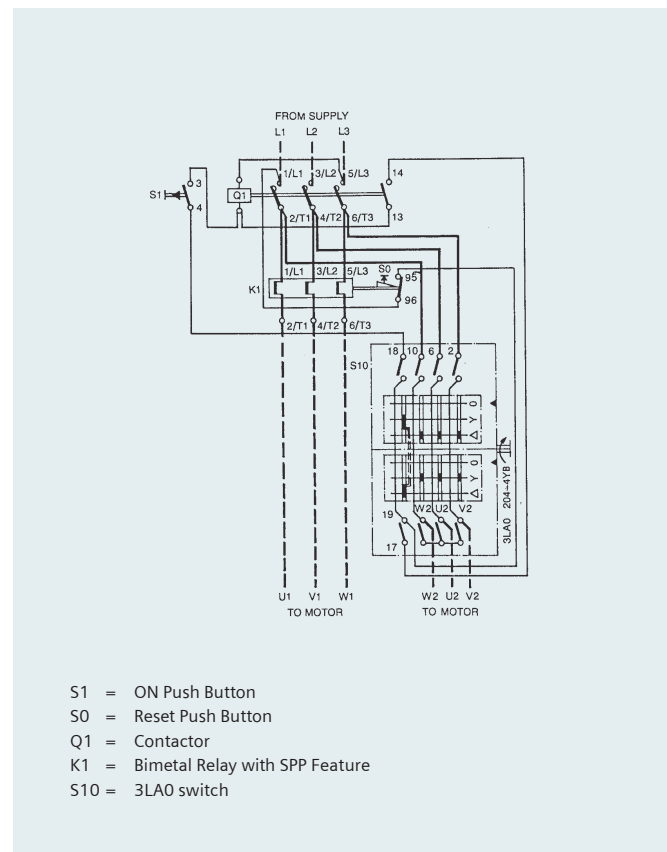 FROM SUPPLY
L1 L2 L3
1/L1 3/L2 5/L3 14
S1 3 Q1
4 13
2/T1 4/T2 6/T3
1/L1 3/L2 5/L3 S0 95
K1 96
2/T1 4/T2 6/T3
18 10 6 2
S10
0
Y
Δ
0
Y
Δ
3LA0 204-4YB
19 W2 U2 V2
17
U1 V1 W1 W2 U2 V2
TO MOTOR TO MOTOR
S1 = ON Push Button
S0 = Reset Push Button
Q1 = Contactor
K1 = Bimetal Relay with SPP Feature
S10 = 3LA0 switch